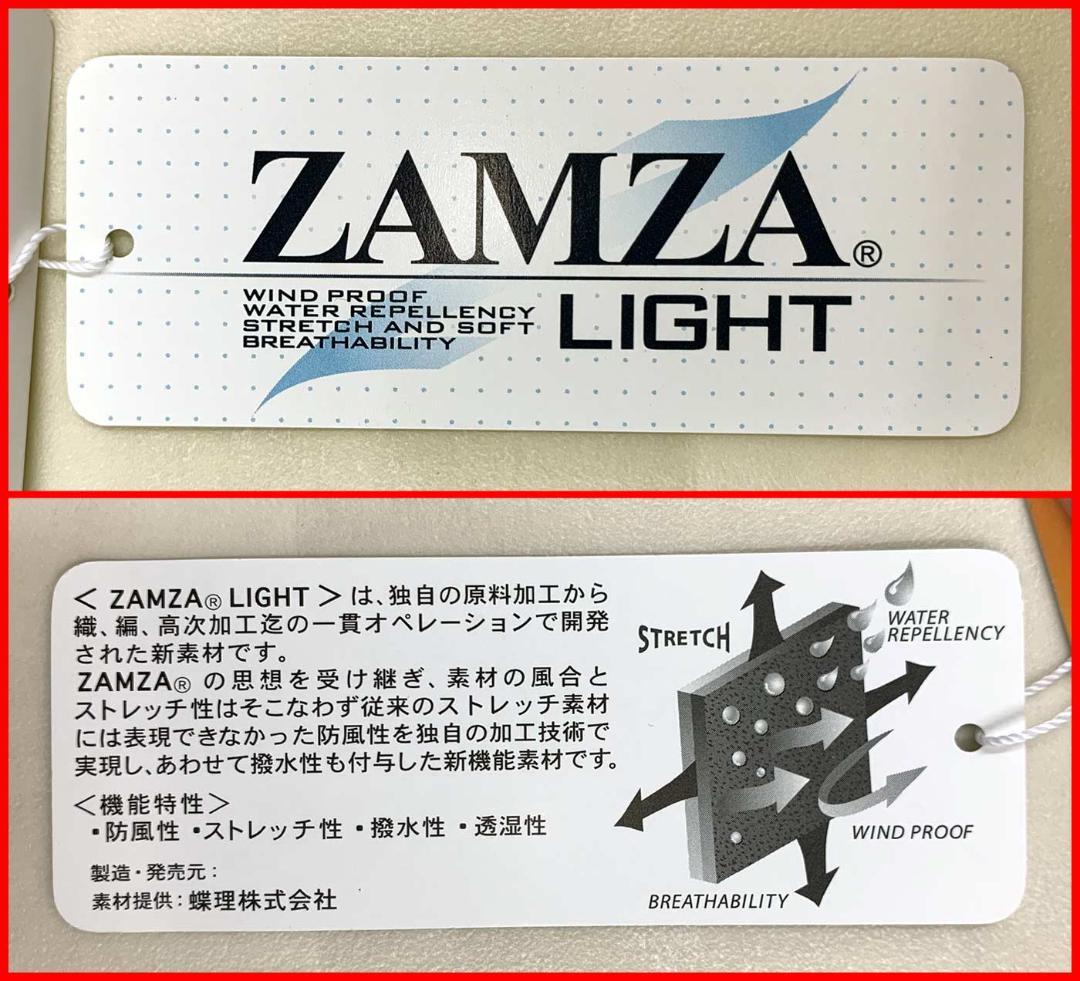 ZAMZA®
WIND PROOF
WATER REPELLENCY
STRETCH AND SOFT
BREATHABILITY
LIGHT
< ZAMZA® LIGHT > は、独自の原料加工から
織、編、高次加工迄の一貫オペレーションで開発
された新素材です。
ZAMZA® の思想を受け継ぎ、素材の風合と
ストレッチ性はそこなわず従来のストレッチ素材
には表現できなかった防風性を独自の加工技術で
実現し、あわせて撥水性も付与した新機能素材です。
<機能特性>
・防風性 ・ストレッチ性 ・撥水性 ・透湿性
製造・発売元:
素材提供:蝶理株式会社
STRETCH
WATER
REPELLENCY
WIND PROOF
BREATHABILITY